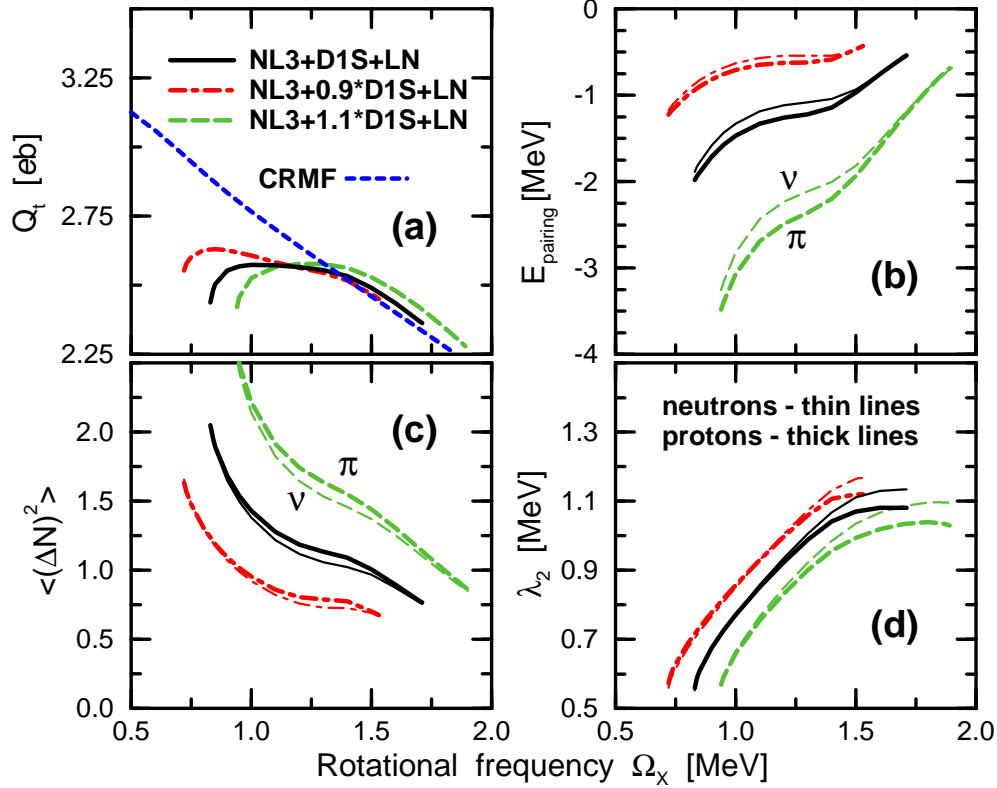 3.25
2.75
2.25
Q_t [eb]
NL3+D1S+LN
NL3+0.9*D1S+LN
NL3+1.1*D1S+LN
CRMF
(a)
0
-1
-2
-3
-4
E_pairing [MeV]
ν
π
(b)
2.0
1.5
1.0
0.5
0.0
<(ΔN)²>
(c)
π
ν
0.5 1.0 1.5 2.0
1.3
1.1
0.9
0.7
0.5
λ₂ [MeV]
neutrons - thin lines
protons - thick lines
(d)
0.5 1.0 1.5 2.0
Rotational frequency Ω_X [MeV]